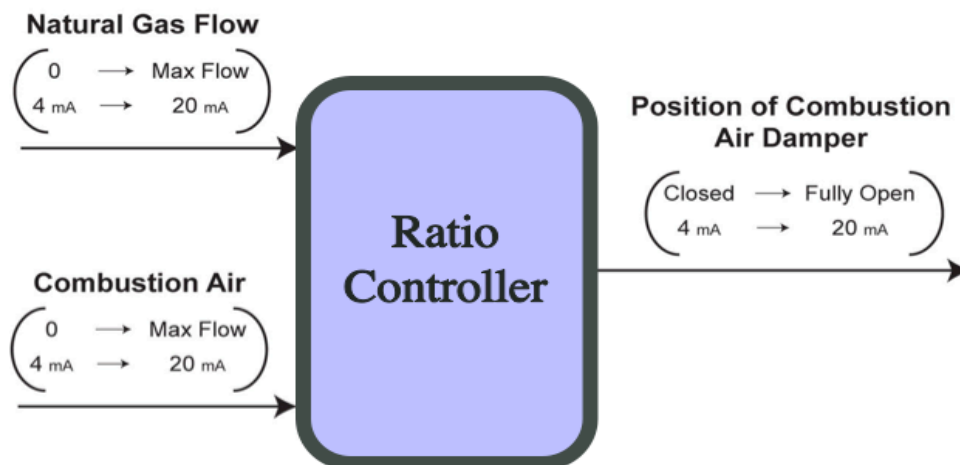 Natural Gas Flow
0 → Max Flow
4 mA → 20 mA
Combustion Air
0 → Max Flow
4 mA → 20 mA
Ratio
Controller
Position of Combustion
Air Damper
Closed → Fully Open
4 mA → 20 mA